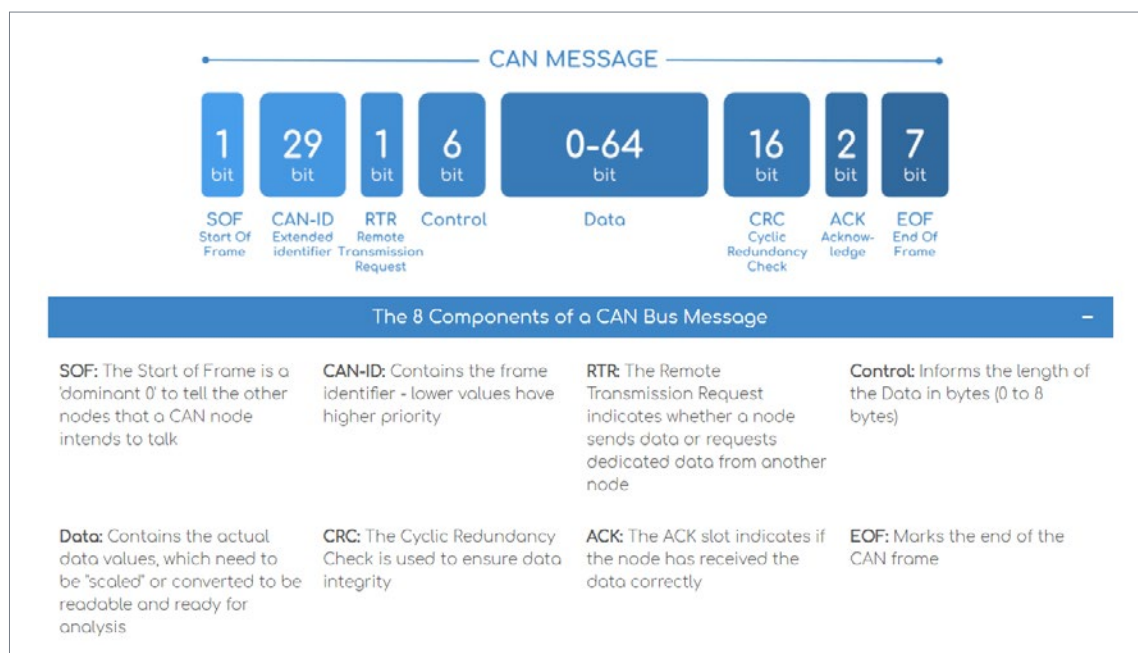 CAN MESSAGE
1 29 1 6 0-64 16 2 7
bit bit bit bit bit bit bit bit
SOF CAN-ID RTR Control Data CRC ACK EOF
Start Of Extended Remote Cyclic Acknow- End Of
Frame identifier Transmission Redundancy ledge Frame
Request Check
The 8 Components of a CAN Bus Message –
SOF: The Start of Frame is a
'dominant 0' to tell the other
nodes that a CAN node
intends to talk
CAN-ID: Contains the frame
identifier - lower values have
higher priority
RTR: The Remote
Transmission Request
indicates whether a node
sends data or requests
dedicated data from another
node
Control: Informs the length of
the Data in bytes (0 to 8
bytes)
Data: Contains the actual
data values, which need to
be "scaled" or converted to be
readable and ready for
analysis
CRC: The Cyclic Redundancy
Check is used to ensure data
integrity
ACK: The ACK slot indicates if
the node has received the
data correctly
EOF: Marks the end of the
CAN frame